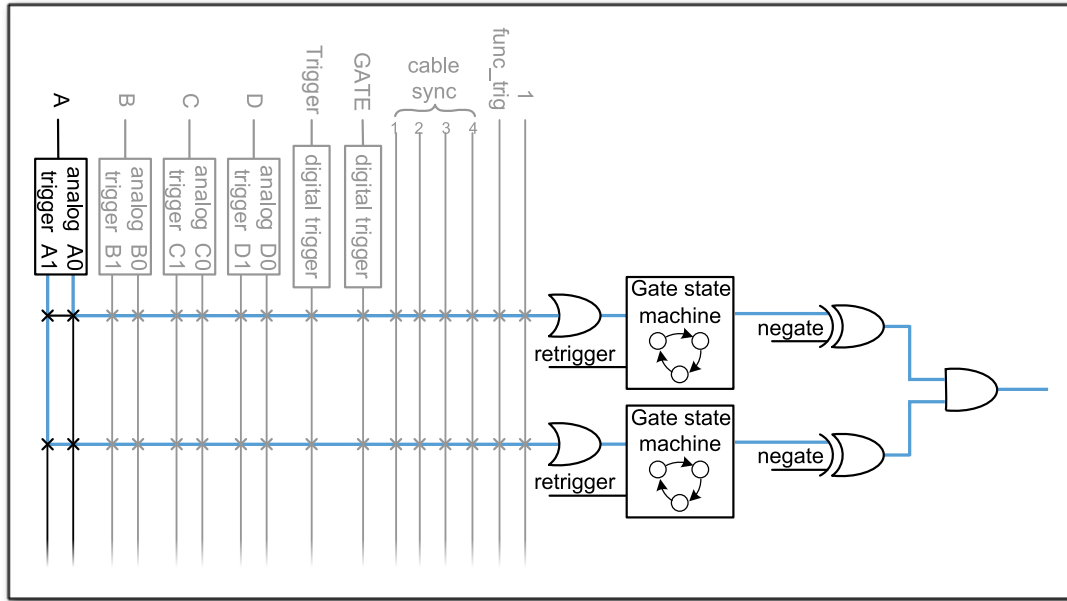 A
B
C
D
Trigger
GATE
cable
sync
func_trig
1
1
2
3
4
analog A0
trigger A1
analog B0
trigger B1
analog C0
trigger C1
analog D0
trigger D1
digital trigger
digital trigger
Gate state
machine
negate
retrigger
Gate state
machine
negate
retrigger